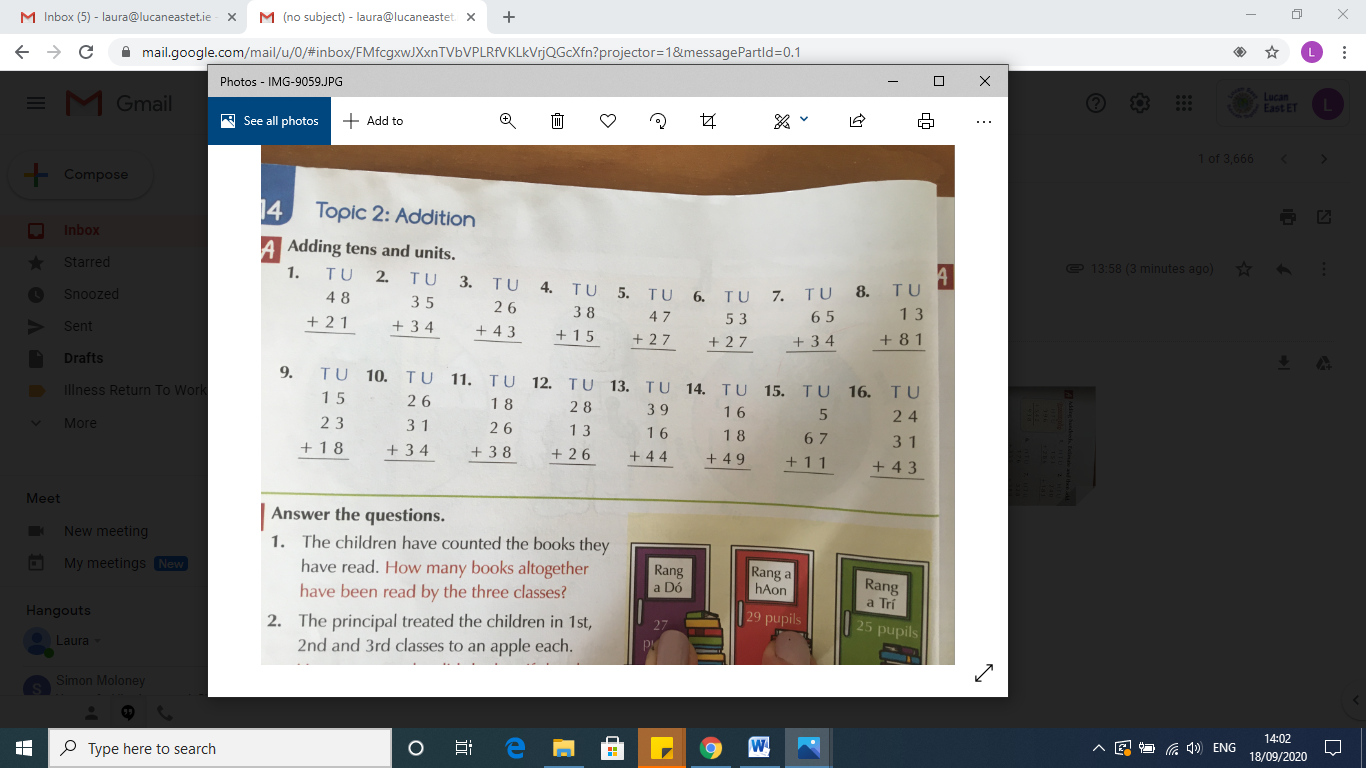 Inbox (5) - laura@lucaneastet.ie -
(no subject) - laura@lucaneastet.
mail.google.com/mail/u/0/#inbox/FMfcgxwJXxnTVbVPLRfVKLkVrjQGcXfn?projector=1&messagePartId=0.1
L
Photos - IMG-9059.JPG
See all photos
Add to
Gmail
Lucan
East ET
L
Compose
1 of 3,666
Inbox
Starred
Snoozed
13:58 (3 minutes ago)
Sent
Drafts
Illness Return To Work
More
Meet
New meeting
My meetings New
Hangouts
Laura
S Simon Moloney
14 Topic 2: Addition
A Adding tens and units. A
1. T U 2. T U 3. T U 4. T U 5. T U 6. T U 7. T U 8. T U
4 8 3 5 2 6 3 8 4 7 5 3 6 5 1 3
+ 2 1 + 3 4 + 4 3 + 1 5 + 2 7 + 2 7 + 3 4 + 8 1
9. T U 10. T U 11. T U 12. T U 13. T U 14. T U 15. T U 16. T U
1 5 2 6 1 8 2 8 3 9 1 6 5 2 4
2 3 3 1 2 6 1 3 1 6 1 8 6 7 3 1
+ 1 8 + 3 4 + 3 8 + 2 6 + 4 4 + 4 9 + 1 1 + 4 3
Answer the questions.
1. The children have counted the books they
have read. How many books altogether
have been read by the three classes?
2. The principal treated the children in 1st,
2nd and 3rd classes to an apple each.
Rang
a Dó
27
Rang a
hAon
29 pupils
Rang
a Trí
25 pupils
Type here to search
ENG
14:02
18/09/2020